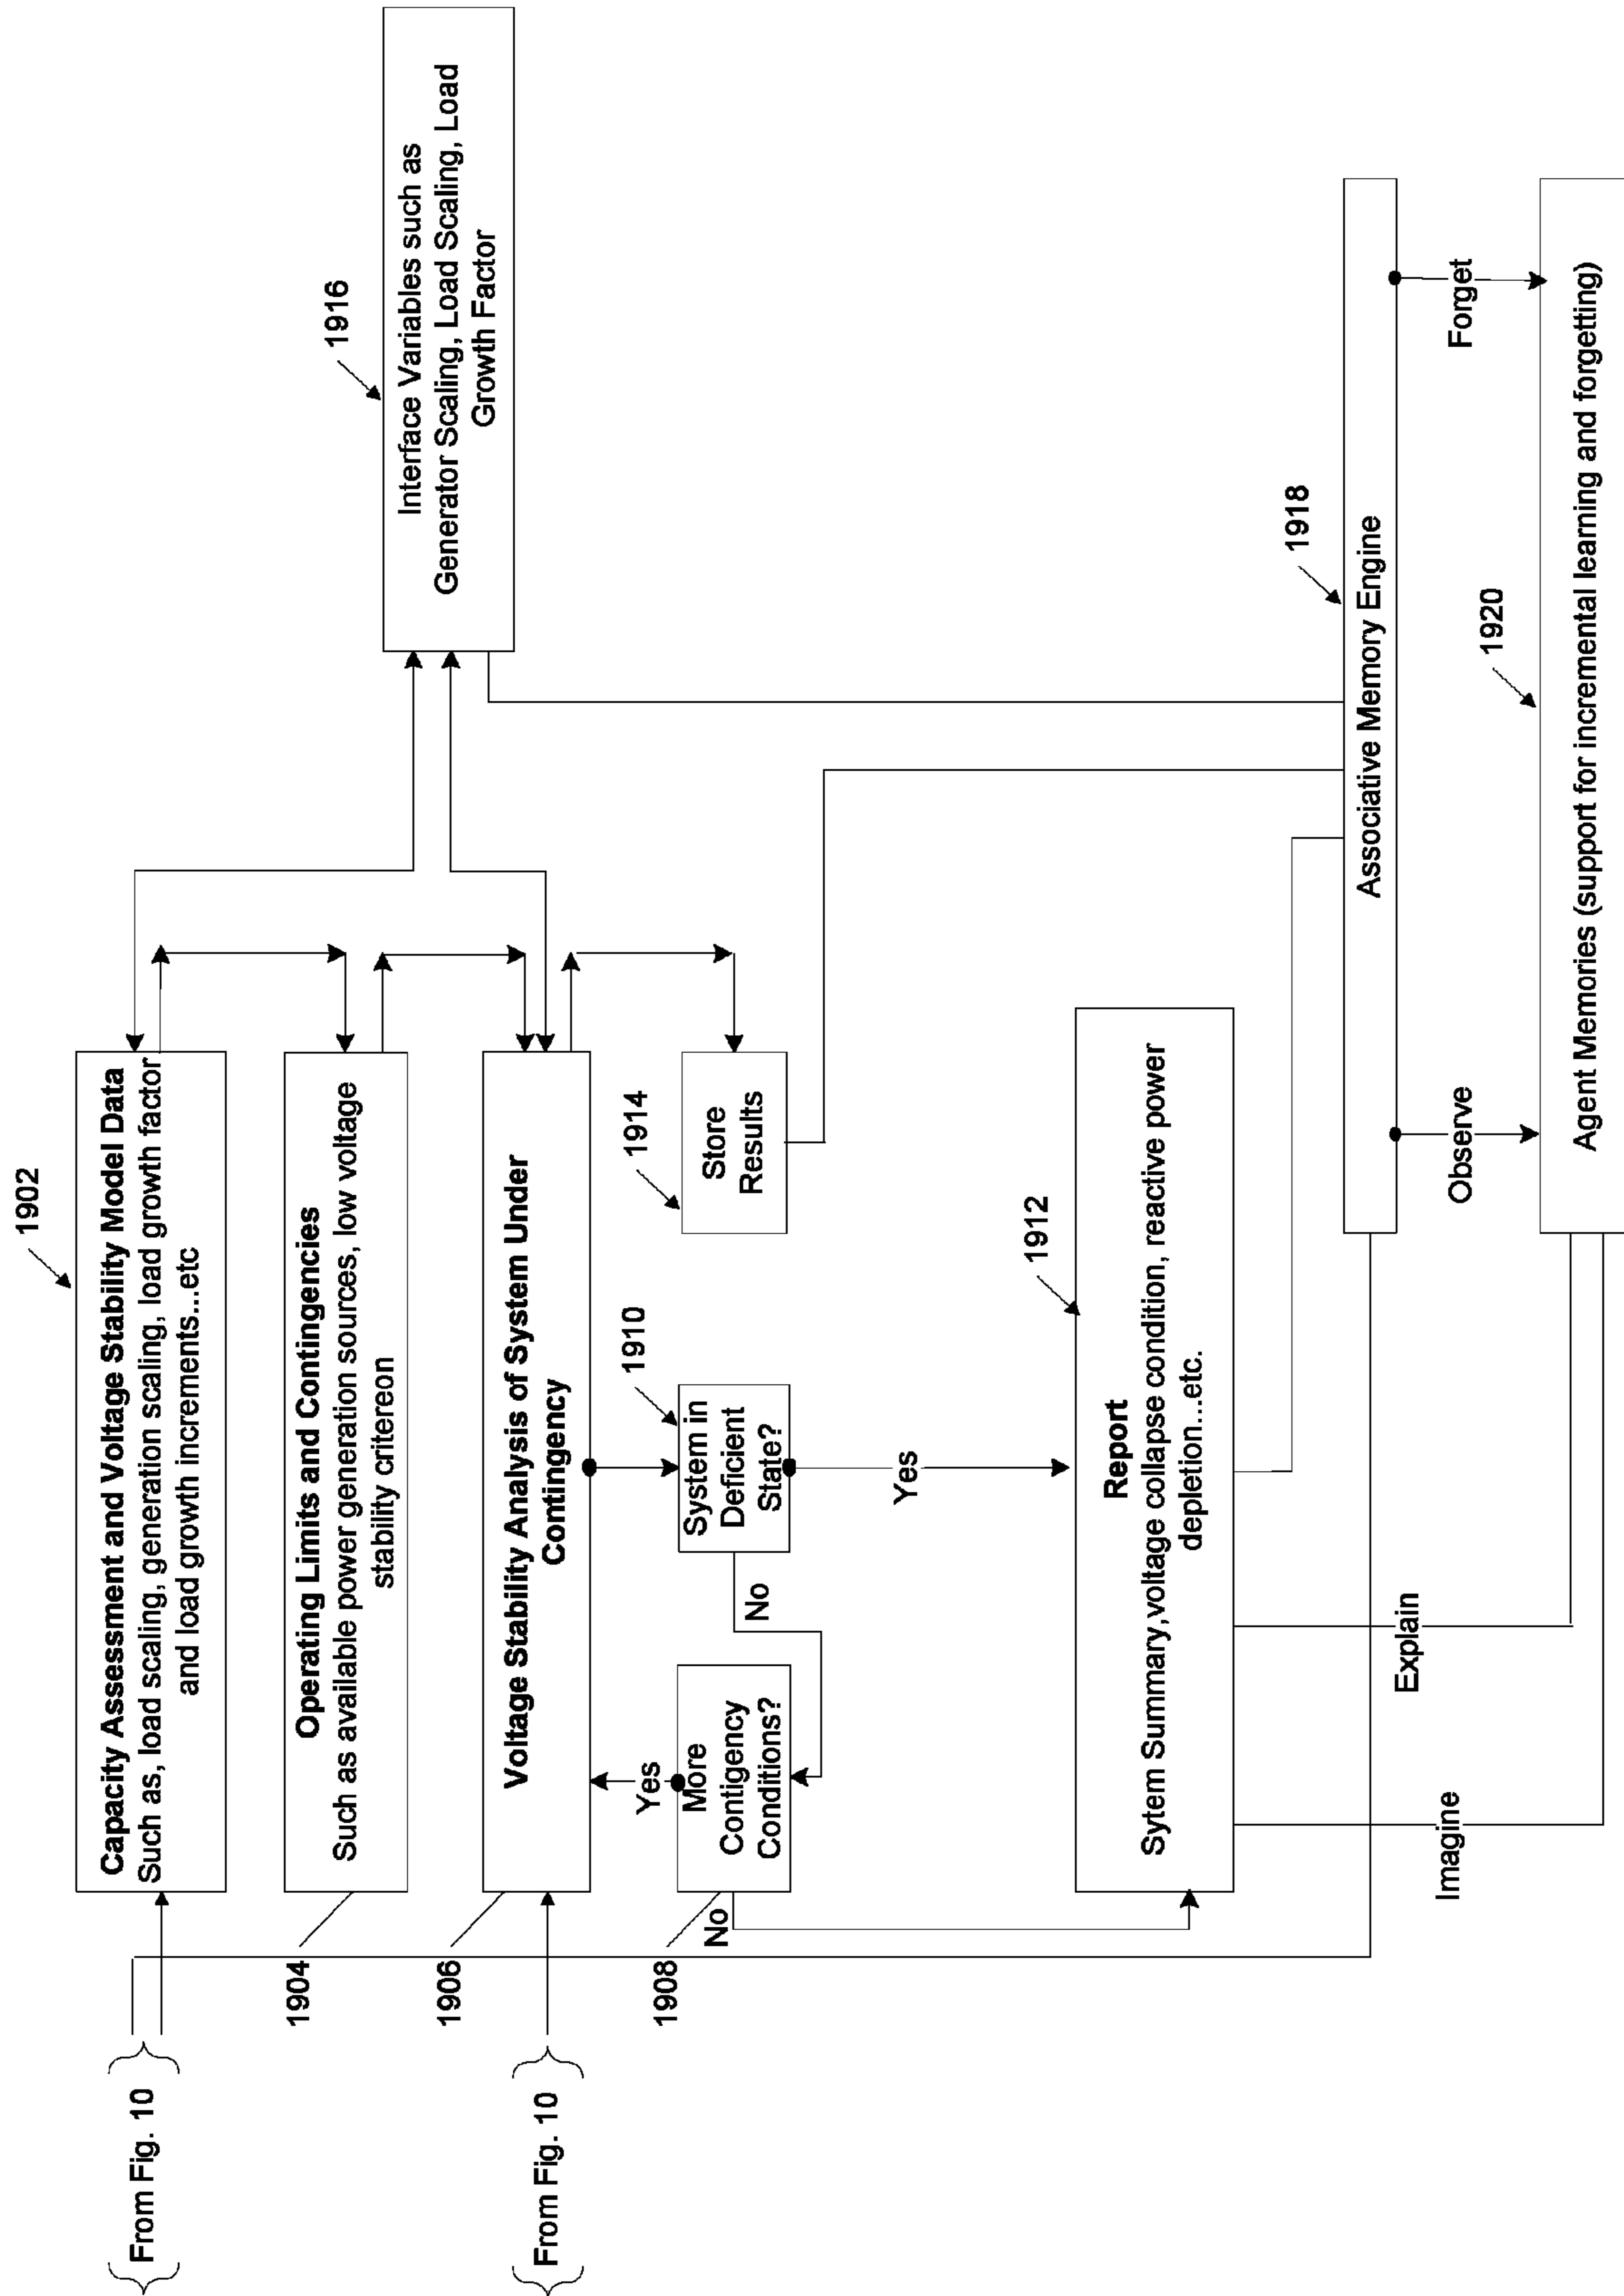 1902
Capacity Assessment and Voltage Stability Model Data
Such as, load scaling, generation scaling, load growth factor
and load growth increments...etc
From Fig. 10
1904
Operating Limits and Contingencies
Such as available power generation sources, low voltage
stability critereon
1916
Interface Variables such as
Generator Scaling, Load Scaling, Load
Growth Factor
1906
Voltage Stability Analysis of System Under
Contingency
From Fig. 10
1908
Yes
More
Contigency
Conditions?
No
No
1910
System in
Deficient
State?
Yes
1914
Store
Results
1912
Report
Sytem Summary,voltage collapse condition, reactive power
depletion...etc.
Imagine
Explain
1918
Associative Memory Engine
Observe
Forget
1920
Agent Memories (support for incremental learning and forgetting)